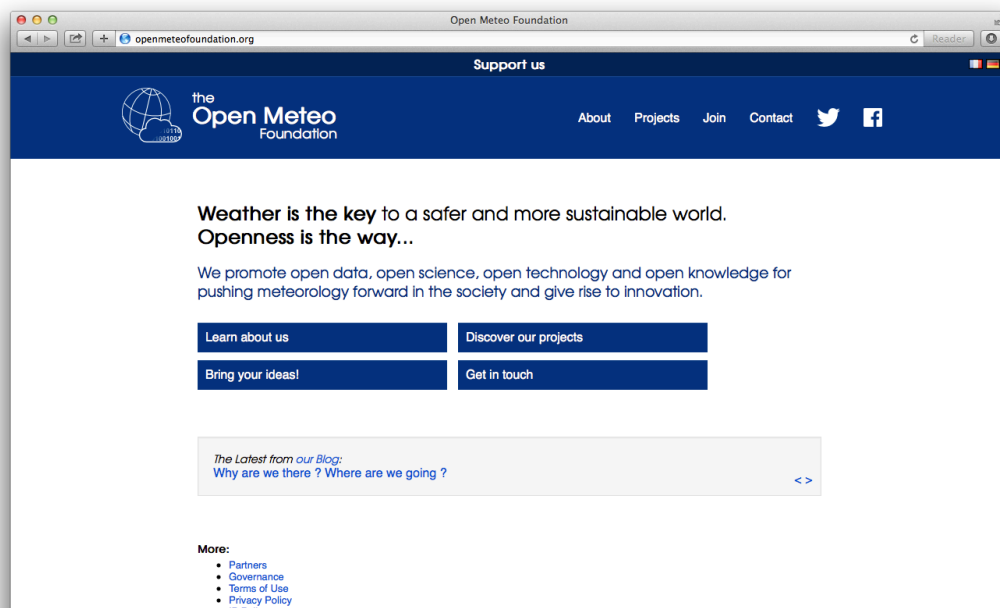 Open Meteo Foundation
openmeteofoundation.org
Reader
Support us
the
Open Meteo
Foundation
About Projects Join Contact
Weather is the key to a safer and more sustainable world.
Openness is the way...
We promote open data, open science, open technology and open knowledge for
pushing meteorology forward in the society and give rise to innovation.
Learn about us Discover our projects
Bring your ideas! Get in touch
The Latest from our Blog:
Why are we there ? Where are we going ?
< >
More:
Partners
Governance
Terms of Use
Privacy Policy